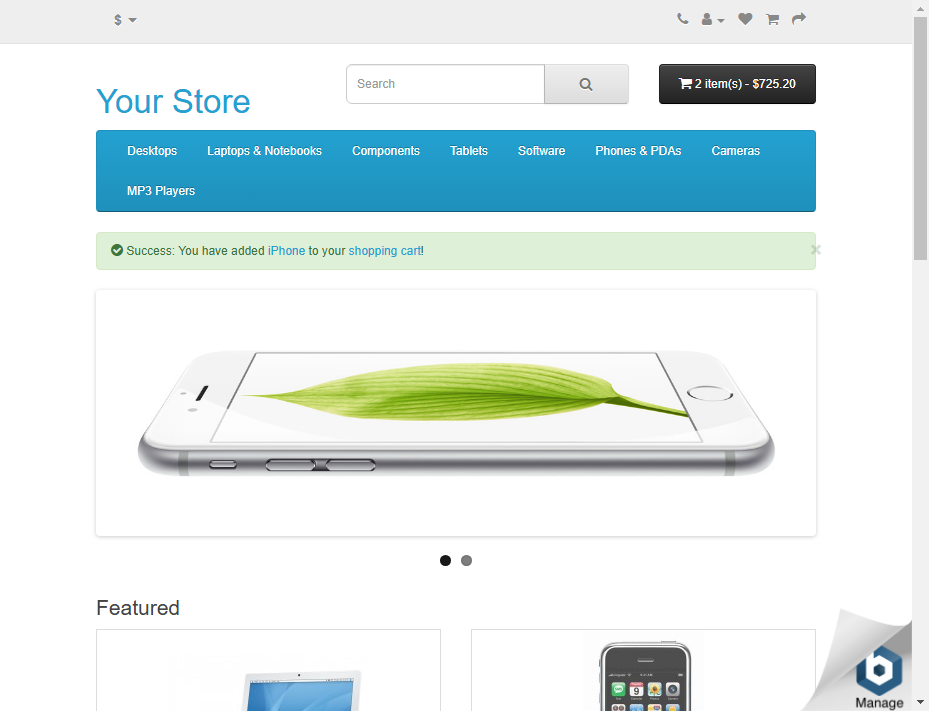 $
Your Store
Search
2 item(s) - $725.20
Desktops
Laptops & Notebooks
Components
Tablets
Software
Phones & PDAs
Cameras
MP3 Players
Success: You have added iPhone to your shopping cart!
×
Featured
9
Manage